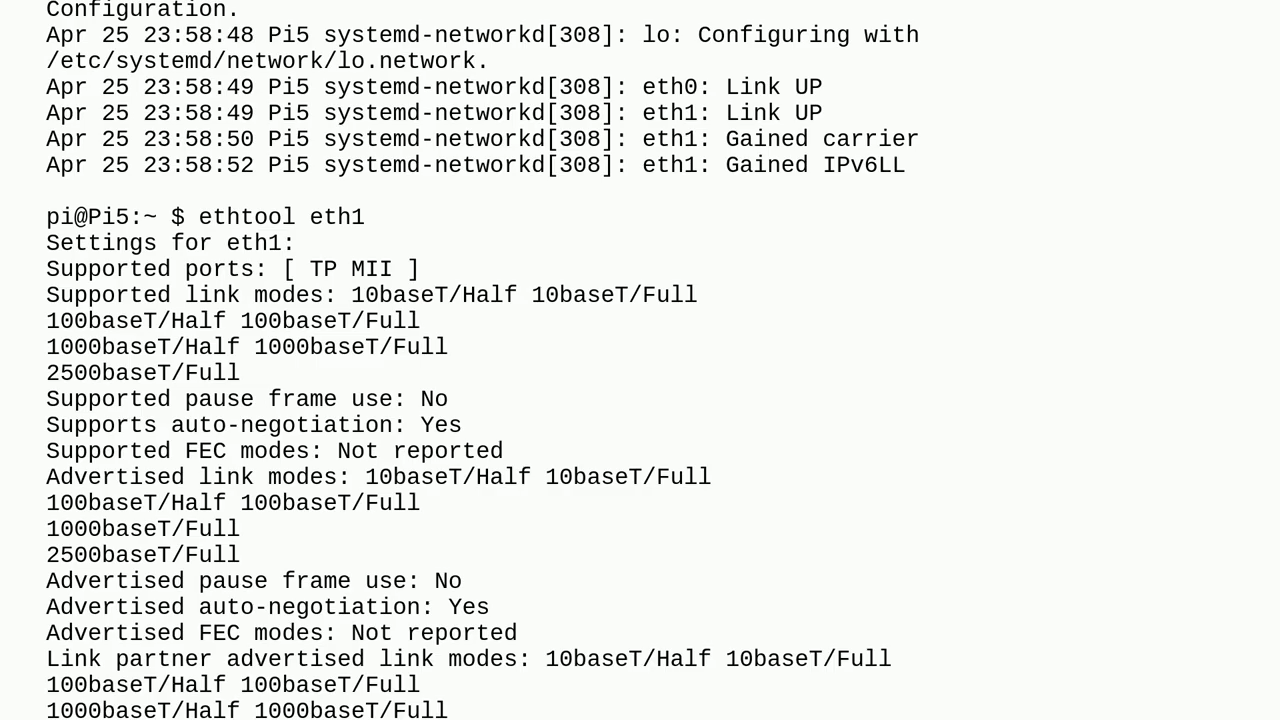 Configuration.
Apr 25 23:58:48 Pi5 systemd-networkd[308]: lo: Configuring with
/etc/systemd/network/lo.network.
Apr 25 23:58:49 Pi5 systemd-networkd[308]: eth0: Link UP
Apr 25 23:58:49 Pi5 systemd-networkd[308]: eth1: Link UP
Apr 25 23:58:50 Pi5 systemd-networkd[308]: eth1: Gained carrier
Apr 25 23:58:52 Pi5 systemd-networkd[308]: eth1: Gained IPv6LL

pi@Pi5:~ $ ethtool eth1
Settings for eth1:
Supported ports: [ TP MII ]
Supported link modes: 10baseT/Half 10baseT/Full
100baseT/Half 100baseT/Full
1000baseT/Half 1000baseT/Full
2500baseT/Full
Supported pause frame use: No
Supports auto-negotiation: Yes
Supported FEC modes: Not reported
Advertised link modes: 10baseT/Half 10baseT/Full
100baseT/Half 100baseT/Full
1000baseT/Full
2500baseT/Full
Advertised pause frame use: No
Advertised auto-negotiation: Yes
Advertised FEC modes: Not reported
Link partner advertised link modes: 10baseT/Half 10baseT/Full
100baseT/Half 100baseT/Full
1000baseT/Half 1000baseT/Full